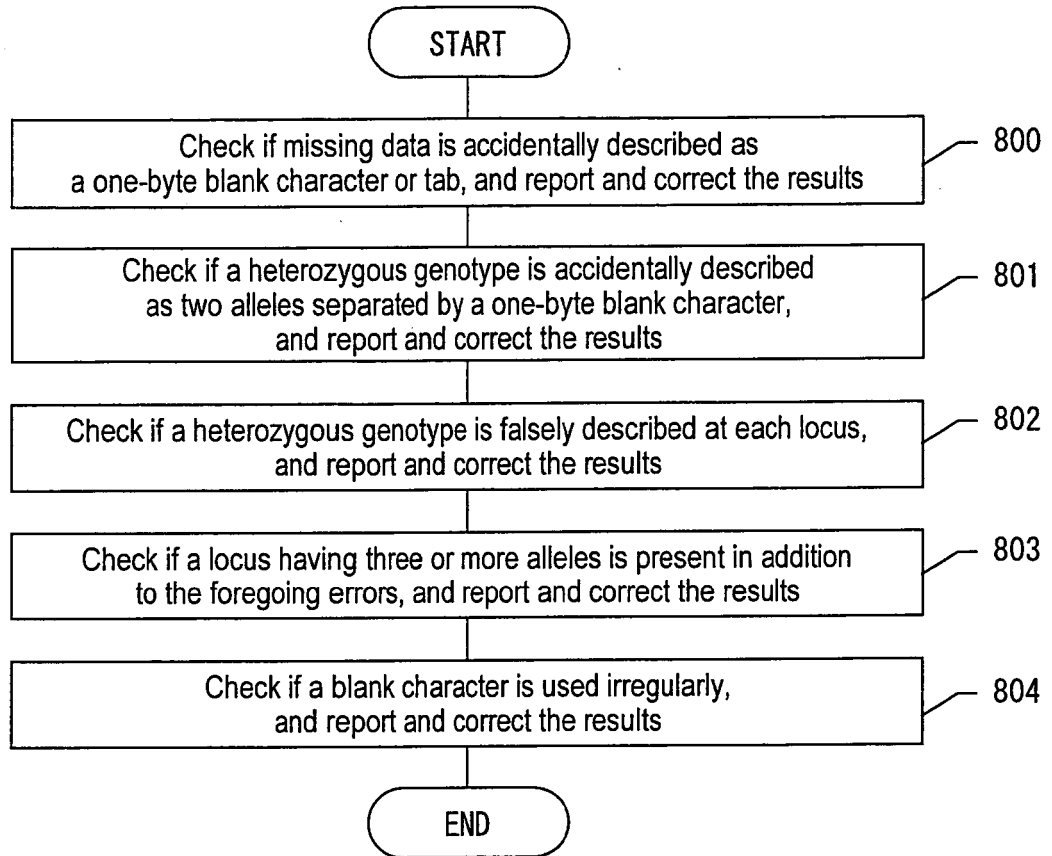 START
Check if missing data is accidentally described as
a one-byte blank character or tab, and report and correct the results
800
Check if a heterozygous genotype is accidentally described
as two alleles separated by a one-byte blank character,
and report and correct the results
801
Check if a heterozygous genotype is falsely described at each locus,
and report and correct the results
802
Check if a locus having three or more alleles is present in addition
to the foregoing errors, and report and correct the results
803
Check if a blank character is used irregularly,
and report and correct the results
804
END